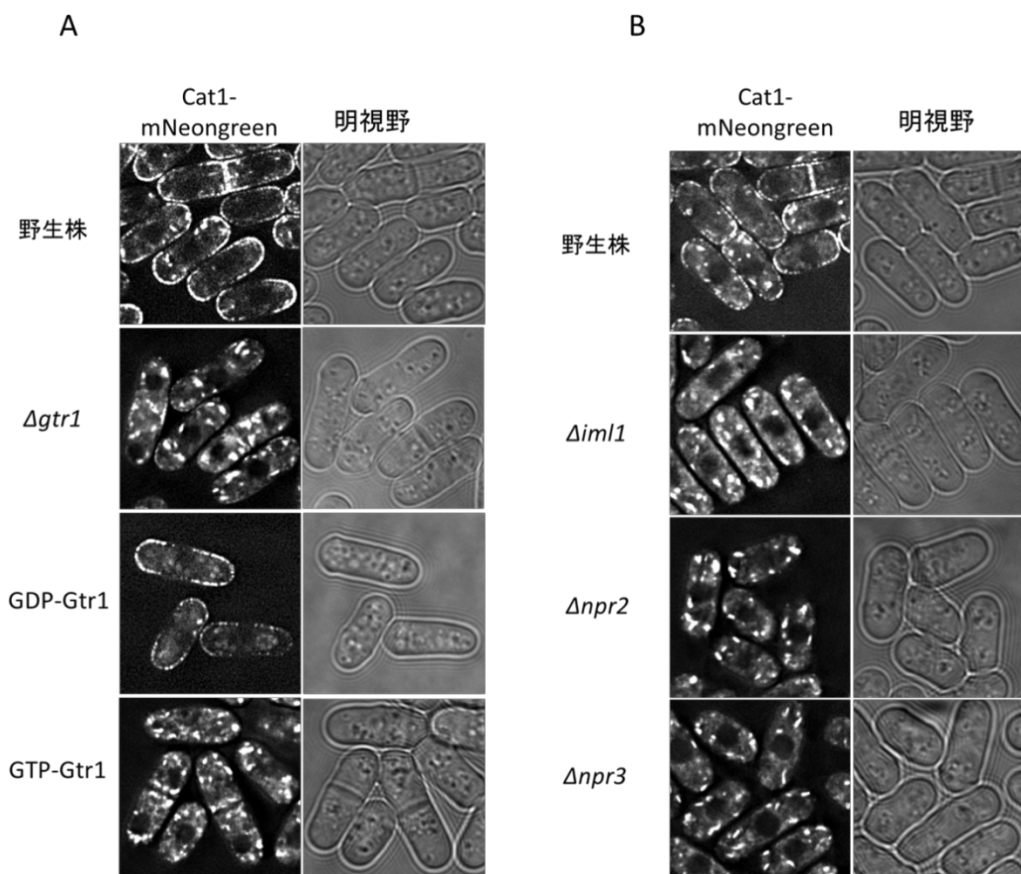 A
Cat1-
mNeongreen
明視野
野生株
Δgtr1
GDP-Gtr1
GTP-Gtr1
B
Cat1-
mNeongreen
明視野
野生株
Δiml1
Δnpr2
Δnpr3